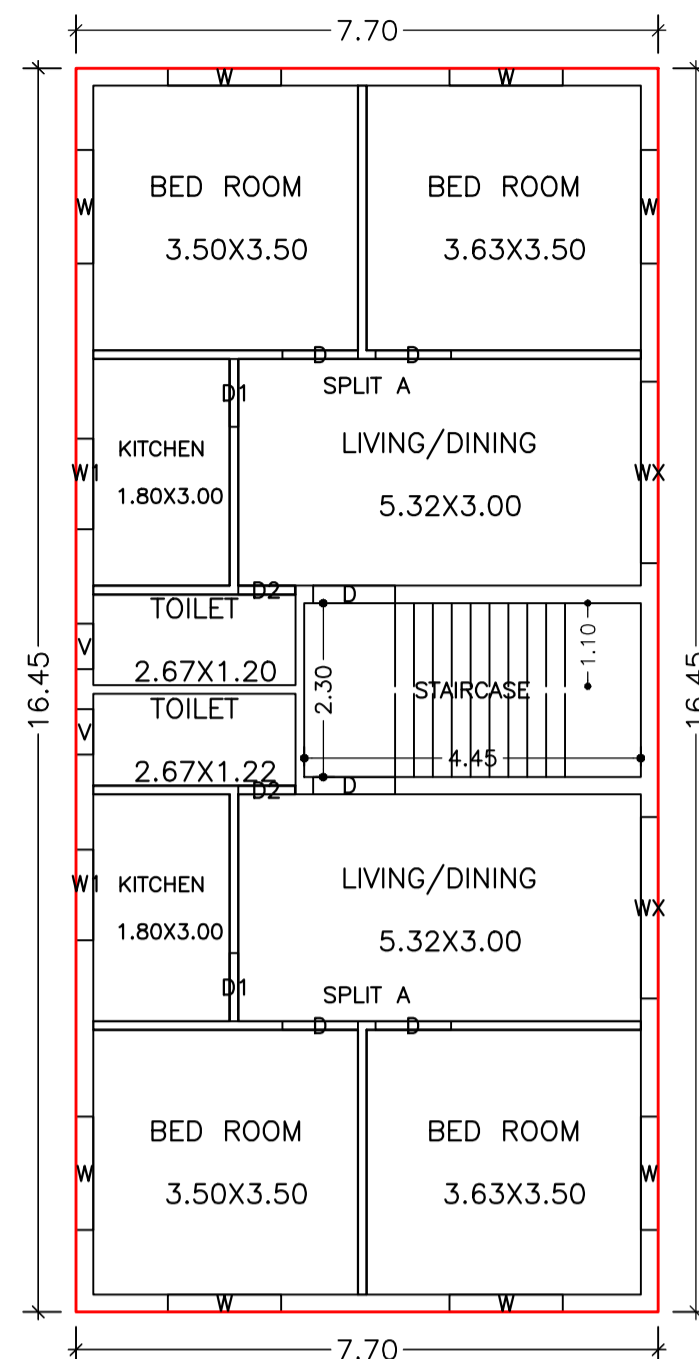 7.70
W W
BED ROOM BED ROOM
W W
3.50X3.50 3.63X3.50
D D
SPLIT A
D1
KITCHEN LIVING/DINING
W1 WX
1.80X3.00 5.32X3.00
D2 D
TOILET
V 1.10
2.67X1.20
16.45 2.30 STAIRCASE 16.45
TOILET
V
2.67X1.22 4.45
D2 D
KITCHEN LIVING/DINING
W1 WX
1.80X3.00 5.32X3.00
D1
SPLIT A
D D
BED ROOM BED ROOM
W W
3.50X3.50 3.63X3.50
W W
7.70